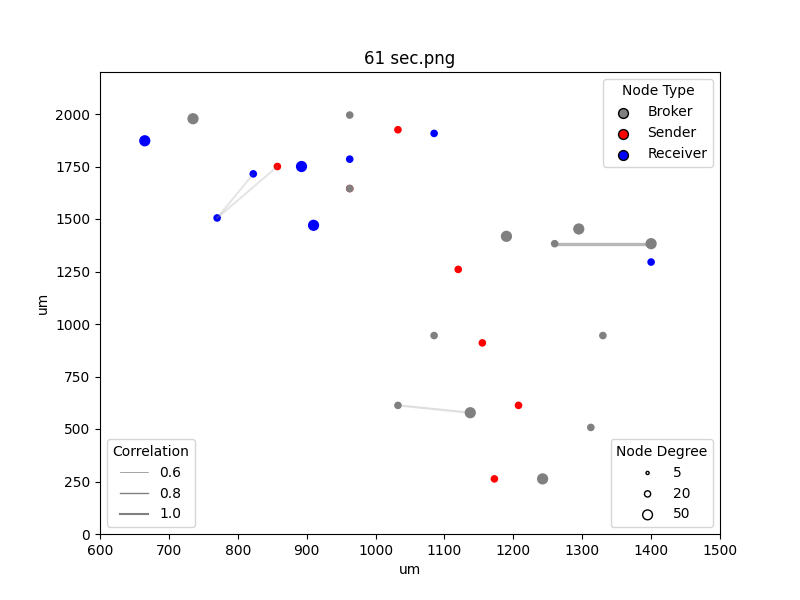 61 sec.png
Node Type
Broker
Sender
Receiver
um
2000
1750
1500
1250
1000
750
500
250
0
Correlation
0.6
0.8
1.0
Node Degree
5
20
50
600 700 800 900 1000 1100 1200 1300 1400 1500
um